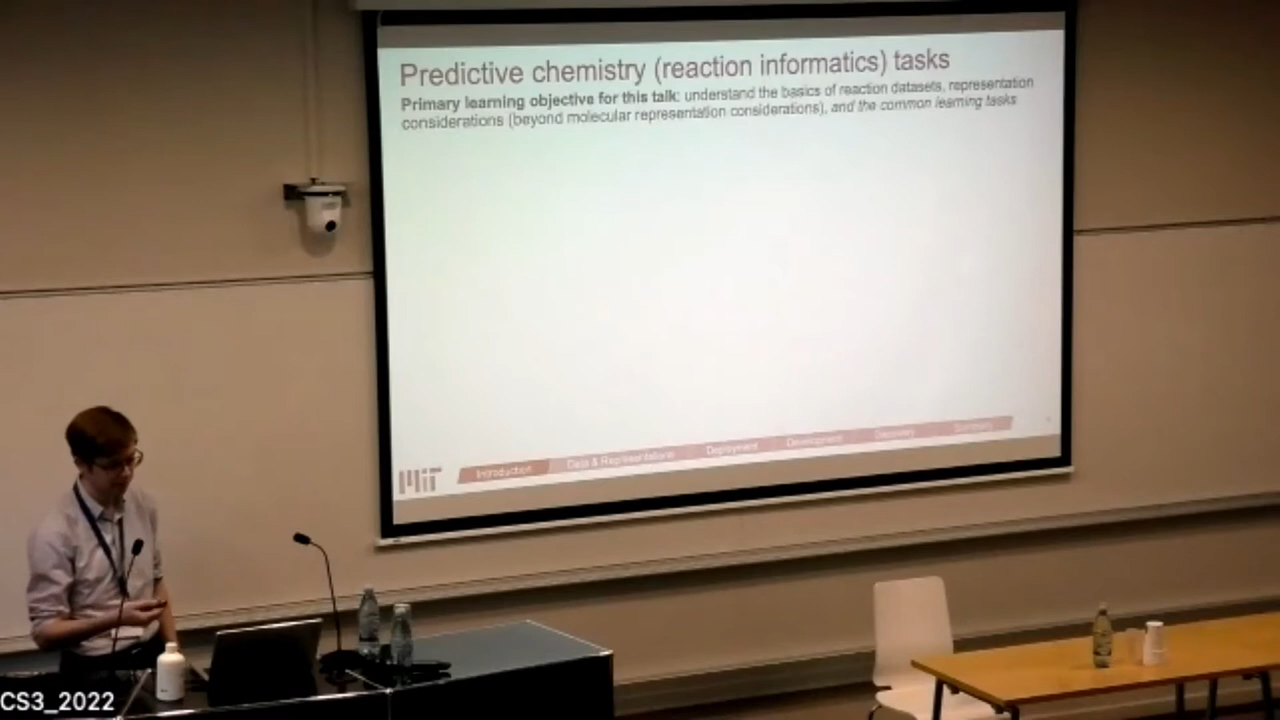 Predictive chemistry (reaction informatics) tasks
Primary learning objective for this talk: understand the basics of reaction datasets, representation
considerations (beyond molecular representation considerations), and the common learning tasks
MIT
Introduction
Data & Representations
Deployment
Development
Discovery
Summary
CS3_2022